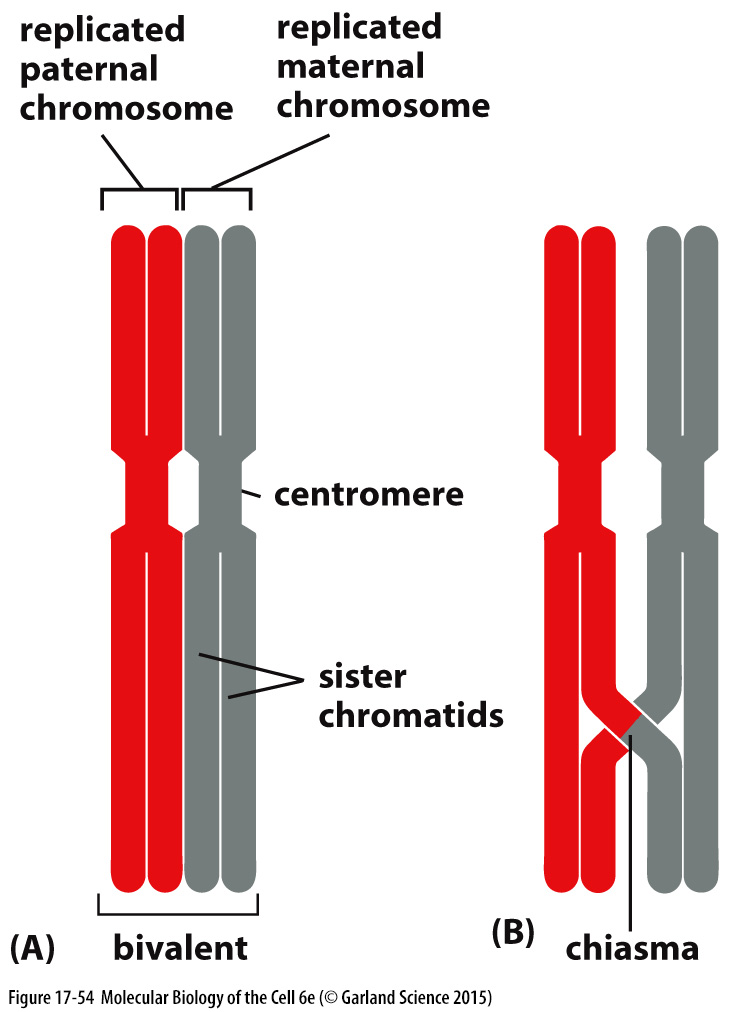 replicated
paternal
chromosome
replicated
maternal
chromosome
centromere
sister
chromatids
(A)
bivalent
(B)
chiasma
Figure 17-54 Molecular Biology of the Cell 6e (© Garland Science 2015)